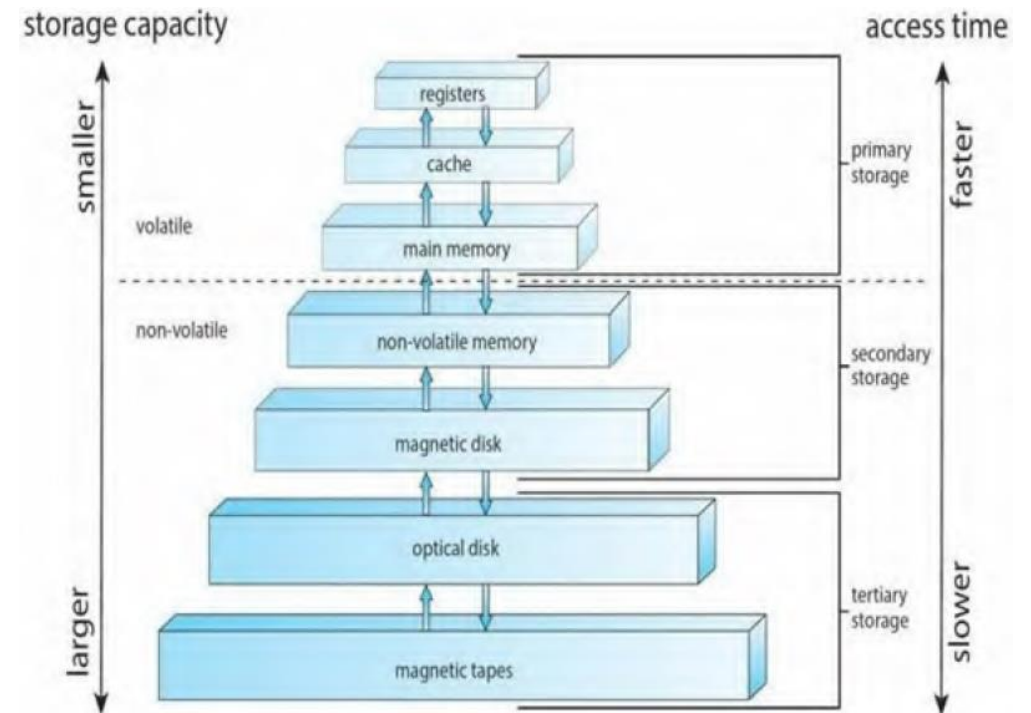 storage capacity
access time
smaller
faster
registers
cache
primary
storage
volatile
main memory
non-volatile
non-volatile memory
secondary
storage
magnetic disk
optical disk
larger
slower
tertiary
storage
magnetic tapes